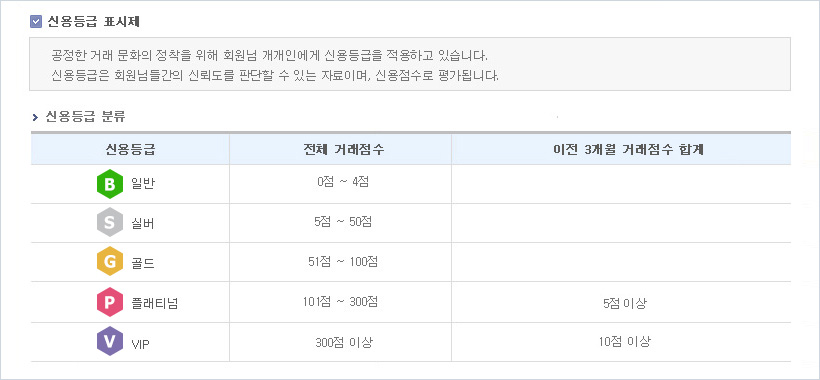 신용등급 표시제
공정한 거래 문화의 정착을 위해 회원님 개개인에게 신용등급을 적용하고 있습니다.
신용등급은 회원님들간의 신뢰도를 판단할 수 있는 자료이며, 신용점수로 평가됩니다.
신용등급 분류
신용등급 전체 거래점수 이전 3개월 거래점수 합계
B 일반 0점 ~ 4점
S 실버 5점 ~ 50점
G 골드 51점 ~ 100점
P 플래티넘 101점 ~ 300점 5점 이상
V VIP 300점 이상 10점 이상